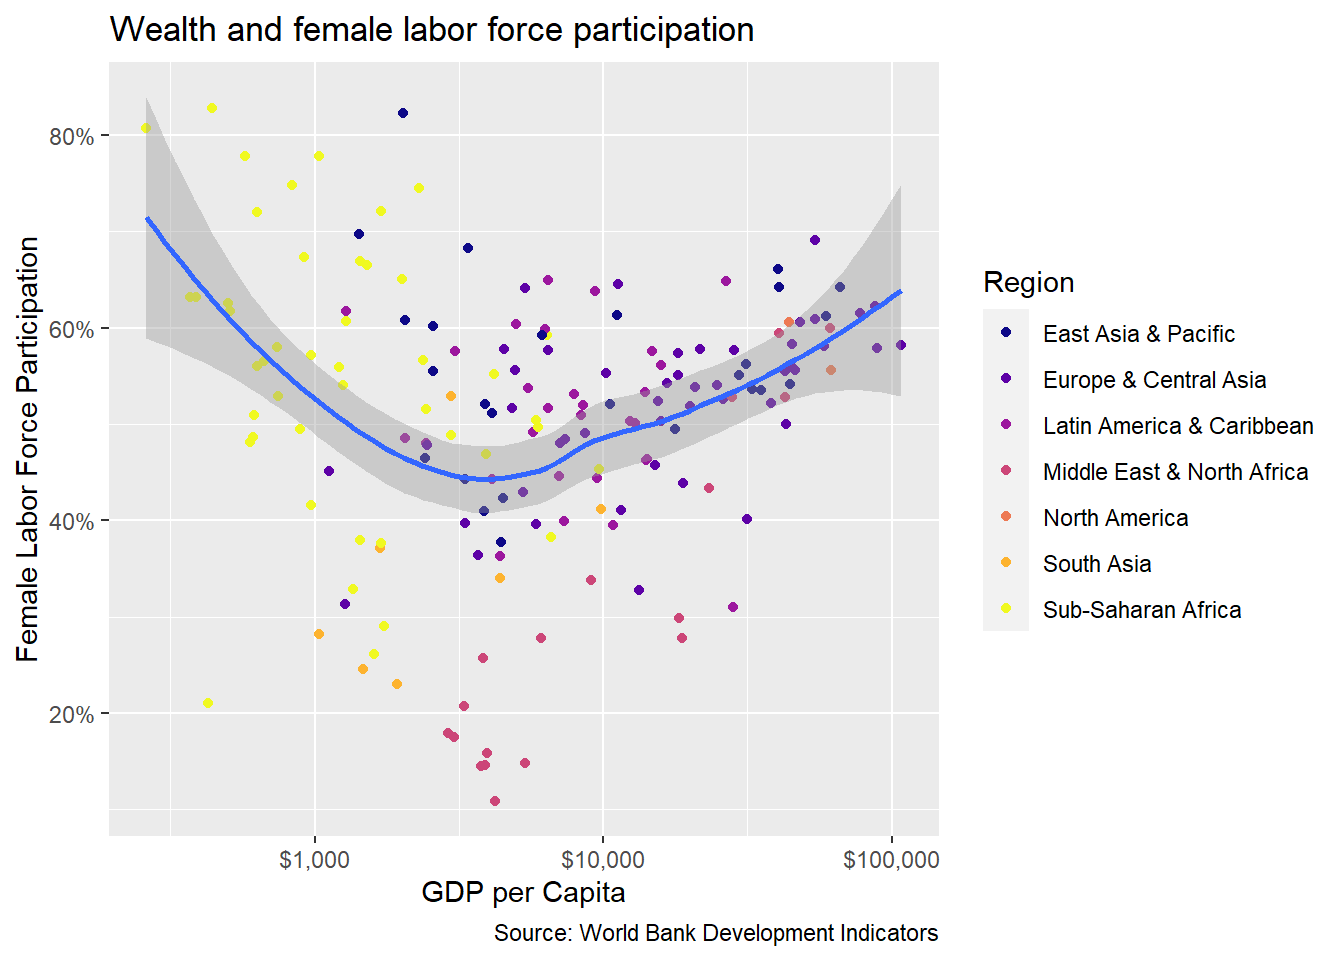 Wealth and female labor force participation
80%
60%
40%
20%
Female Labor Force Participation
$1,000
$10,000
$100,000
GDP per Capita
Source: World Bank Development Indicators
Region
East Asia & Pacific
Europe & Central Asia
Latin America & Caribbean
Middle East & North Africa
North America
South Asia
Sub-Saharan Africa